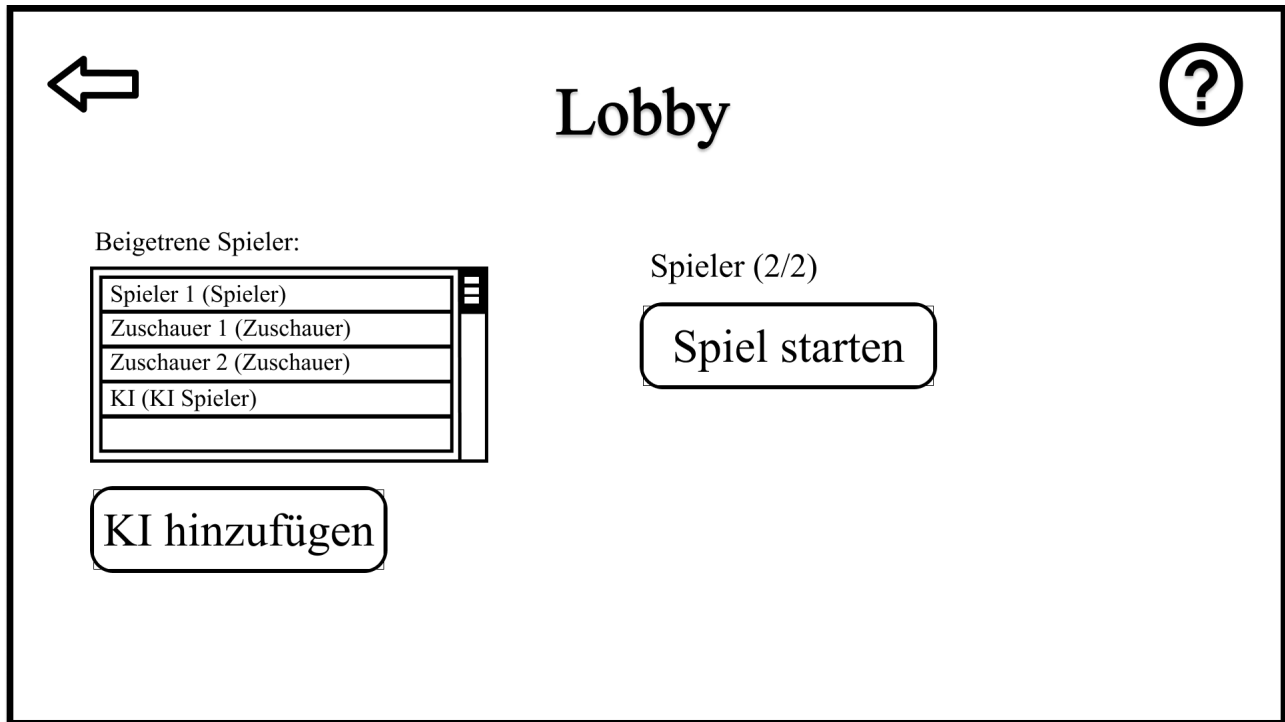 Lobby
?
Beigetrene Spieler:
Spieler 1 (Spieler)
Zuschauer 1 (Zuschauer)
Zuschauer 2 (Zuschauer)
KI (KI Spieler)
KI hinzufügen
Spieler (2/2)
Spiel starten